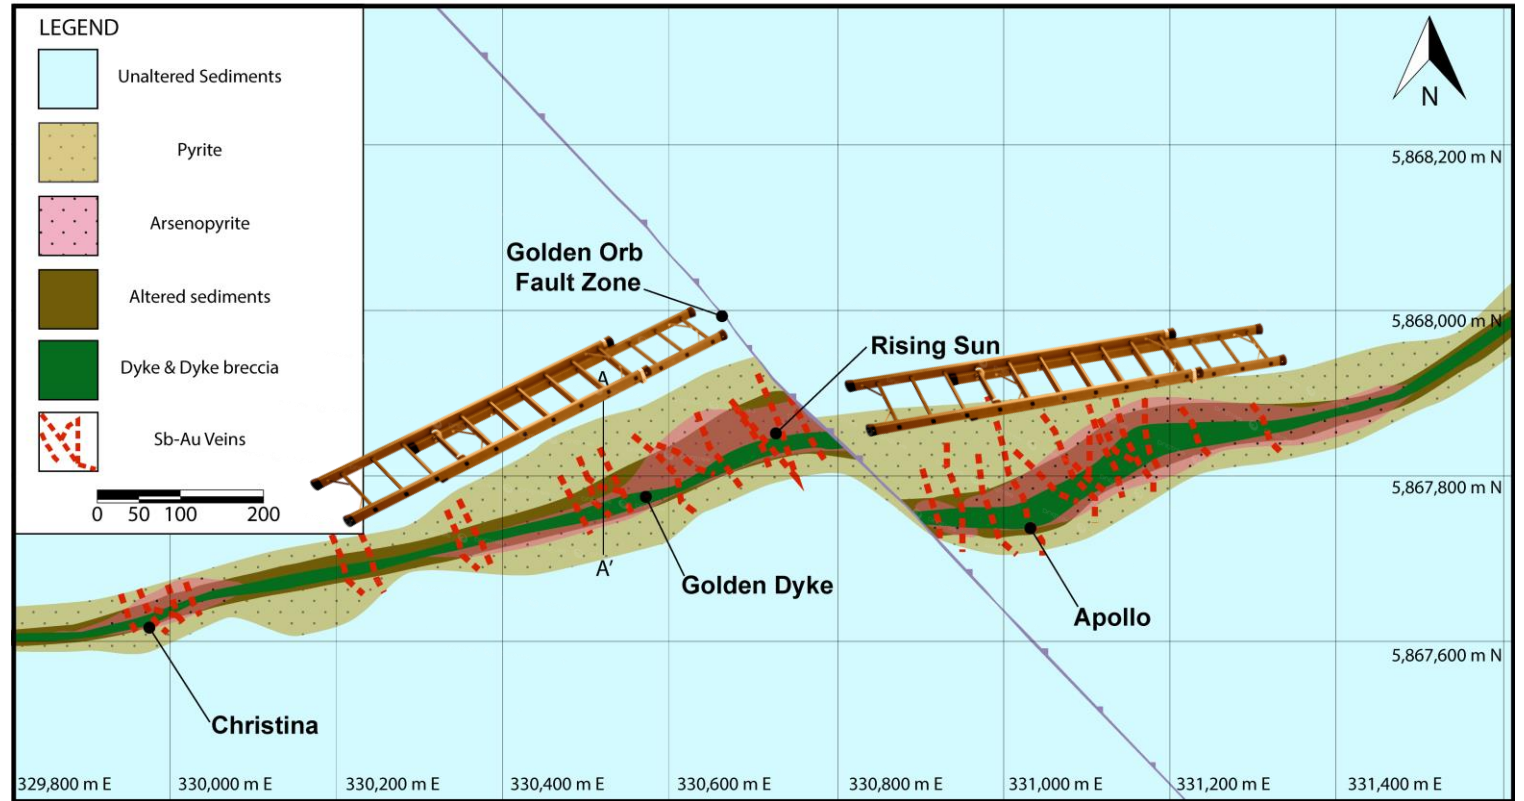 LEGEND
Unaltered Sediments
Pyrite
Arsenopyrite
Altered sediments
Dyke & Dyke breccia
Sb-Au Veins
0 50 100 200
N
5,868,200 m N
Golden Orb
Fault Zone
5,868,000 m N
Rising Sun
A
5,867,800 m N
A'
Golden Dyke
Apollo
5,867,600 m N
Christina
329,800 m E 330,000 m E 330,200 m E 330,400 m E 330,600 m E 330,800 m E 331,000 m E 331,200 m E 331,400 m E